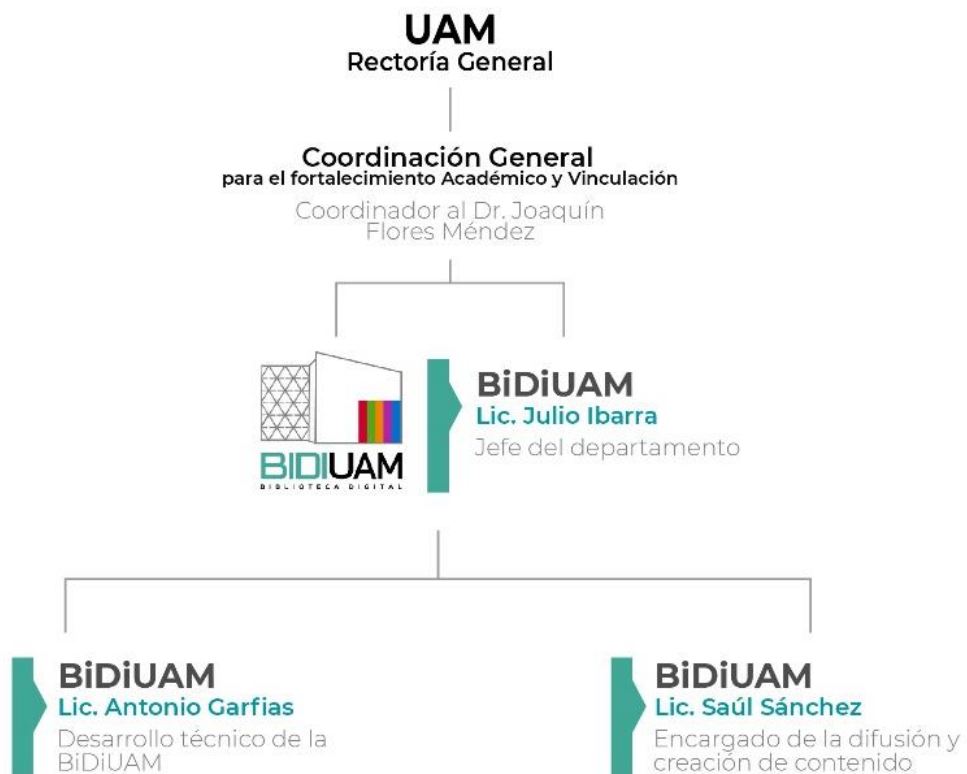 UAM
Rectoría General
Coordinación General
para el fortalecimiento Académico y Vinculación
Coordinador al Dr. Joaquín
Flores Méndez
BIDIUAM
BIBLIOTECA DIGITAL
BiDiUAM
Lic. Julio Ibarra
Jefe del departamento
BiDiUAM
Lic. Antonio Garfias
Desarrollo técnico de la
BiDiUAM
BiDiUAM
Lic. Saúl Sánchez
Encargado de la difusión y
creación de contenido